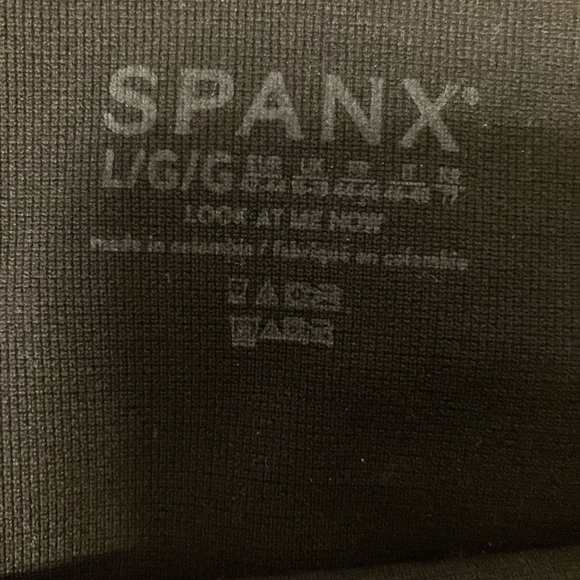 SPANX®
L/G/G
LOOK AT ME NOW
made in colombia / fabriqué en colombie